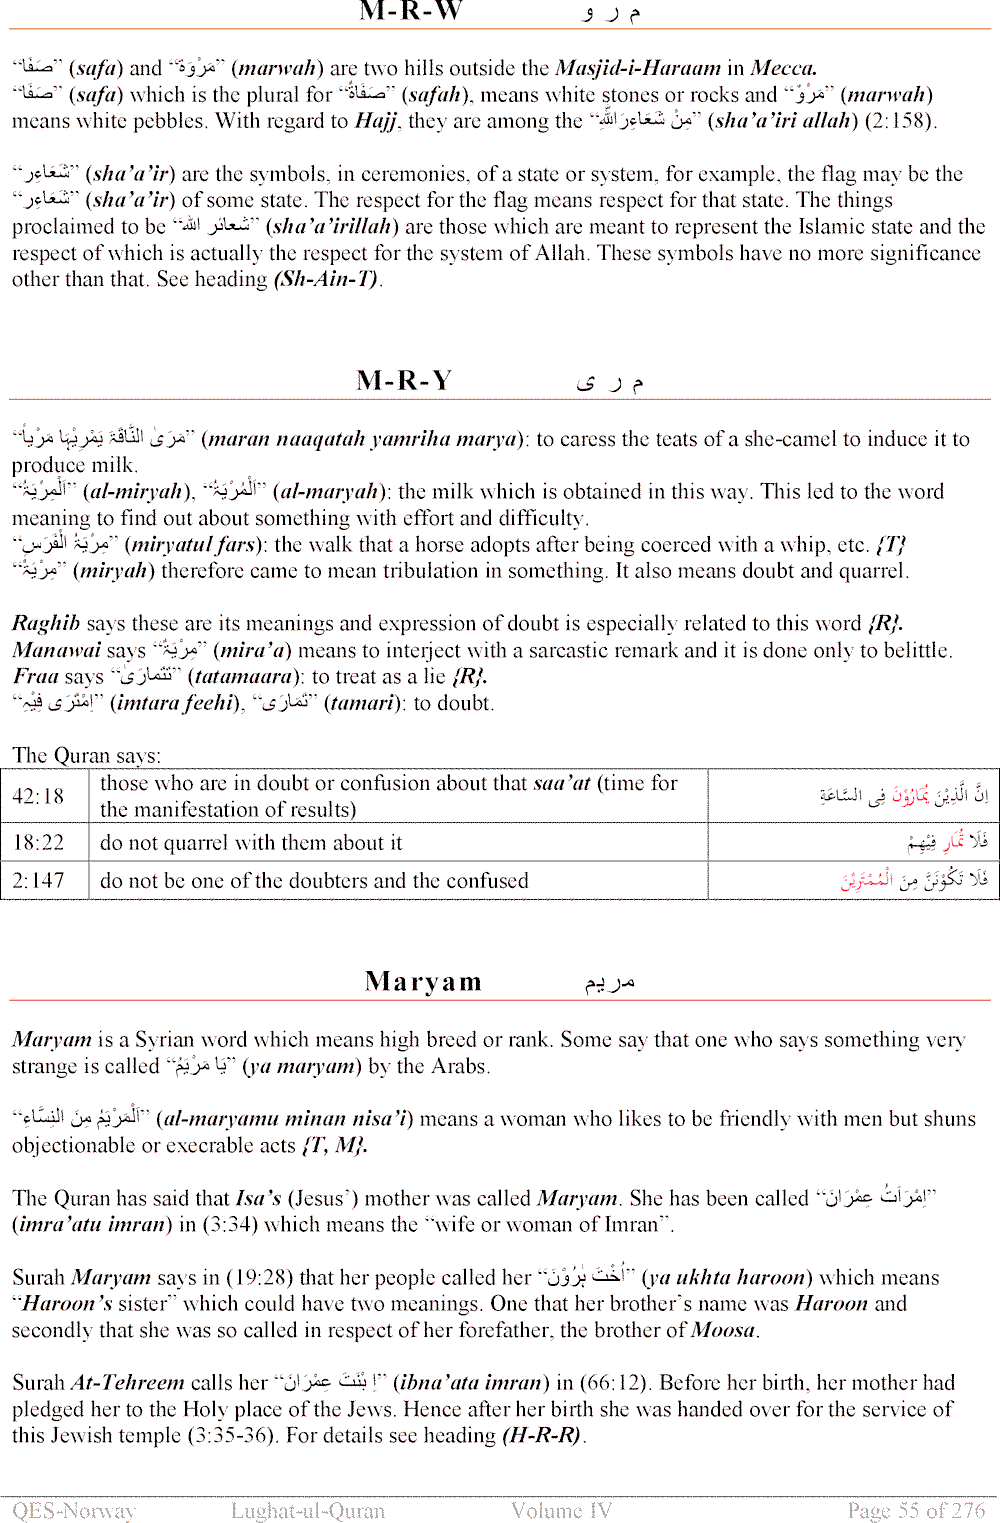 M-R-W م ر و
“صَفَا” (safa) and “مَرْوَۃ” (marwah) are two hills outside the Masjid-i-Haraam in Mecca.
“صَفَا” (safa) which is the plural for “صَفَاۃٌ” (safah), means white stones or rocks and “مَرْوٌ” (marwah)
means white pebbles. With regard to Hajj, they are among the “مِنْ شَعَاءِرَاللّٰہِ” (sha’a’iri allah) (2:158).
“شَعَاءِر” (sha’a’ir) are the symbols, in ceremonies, of a state or system, for example, the flag may be the
“شَعَاءِر” (sha’a’ir) of some state. The respect for the flag means respect for that state. The things
proclaimed to be “شعائر اللہ” (sha’a’irillah) are those which are meant to represent the Islamic state and the
respect of which is actually the respect for the system of Allah. These symbols have no more significance
other than that. See heading (Sh-Ain-T).
M-R-Y م ر ی
“مَرَیٰ النَّاقَۃَ یَمْرِیْہَا مَرْیاً” (maran naaqatah yamriha marya): to caress the teats of a she-camel to induce it to
produce milk.
“اَلْمِرْیَۃُ” (al-miryah), “اَلْمُرْیَۃُ” (al-maryah): the milk which is obtained in this way. This led to the word
meaning to find out about something with effort and difficulty.
“مِرْیَۃُ الْفَرَسِ” (miryatul fars): the walk that a horse adopts after being coerced with a whip, etc. {T}
“مِرْیَۃٌ” (miryah) therefore came to mean tribulation in something. It also means doubt and quarrel.
Raghib says these are its meanings and expression of doubt is especially related to this word {R}.
Manawai says “مِرْیَۃٌ” (mira’a) means to interject with a sarcastic remark and it is done only to belittle.
Fraa says “تَتَمارَیٰ” (tatamaara): to treat as a lie {R}.
“اِمْتَرَی فِیْہِ” (imtara feehi), “تَمَارَی” (tamari): to doubt.
The Quran says:
42:18 those who are in doubt or confusion about that saa’at (time for اِنَّ الَّذِیْنَ یُمَارُوْنَ فِی السَّاعَةِ
the manifestation of results)
18:22 do not quarrel with them about it فَلَا تُمَارِ فِیْهِمْ
2:147 do not be one of the doubters and the confused فَلَا تَکُوْنَنَّ مِنَ الْمُمْتَرِیْنَ
Maryam مریم
Maryam is a Syrian word which means high breed or rank. Some say that one who says something very
strange is called “یَا مَرْیَمُ” (ya maryam) by the Arabs.
“اَلْمَرْیَمُ مِنَ النِسَّاءِ” (al-maryamu minan nisa’i) means a woman who likes to be friendly with men but shuns
objectionable or execrable acts {T, M}.
The Quran has said that Isa’s (Jesus’) mother was called Maryam. She has been called “اِمْرَاَتُ عِمْرَانَ”
(imra’atu imran) in (3:34) which means the “wife or woman of Imran”.
Surah Maryam says in (19:28) that her people called her “اُخْتَ ہٰرُوْنَ” (ya ukhta haroon) which means
“Haroon’s sister” which could have two meanings. One that her brother’s name was Haroon and
secondly that she was so called in respect of her forefather, the brother of Moosa.
Surah At-Tehreem calls her “اِ بْنَتَ عِمْرَانَ” (ibna’ata imran) in (66:12). Before her birth, her mother had
pledged her to the Holy place of the Jews. Hence after her birth she was handed over for the service of
this Jewish temple (3:35-36). For details see heading (H-R-R).
QES-Norway Lughat-ul-Quran Volume IV Page 55 of 276